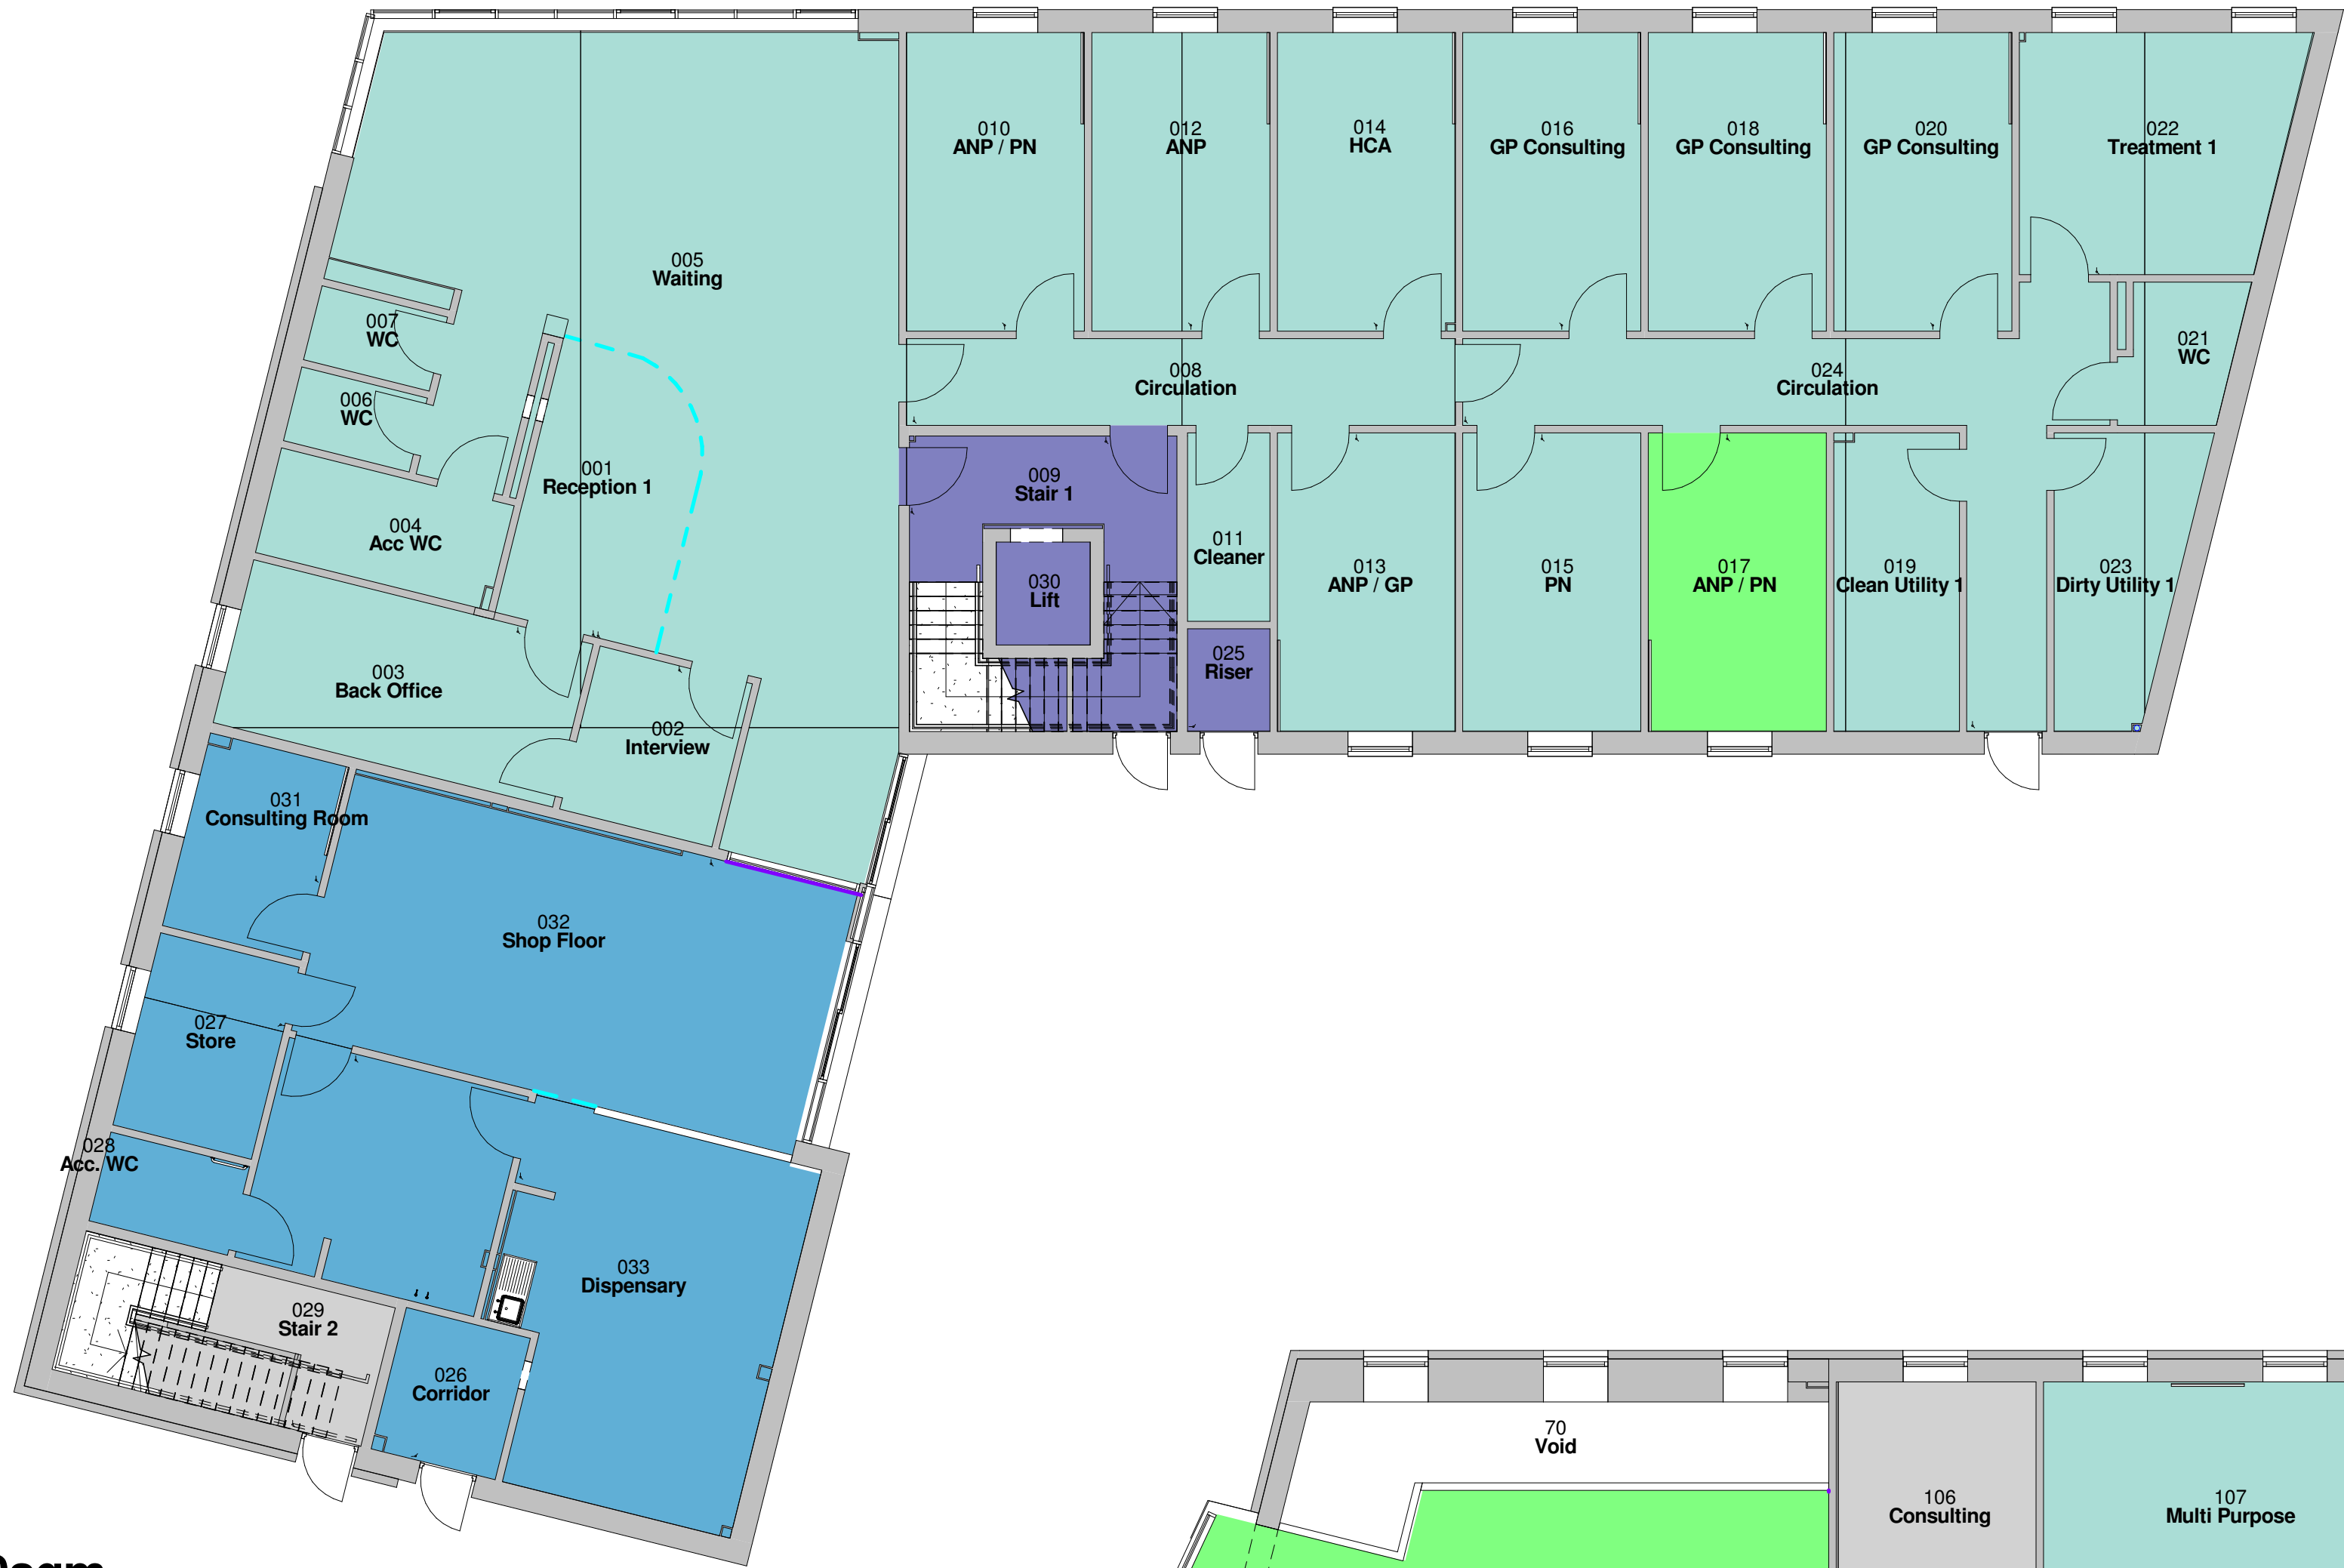 010
ANP / PN
012
ANP
014
HCA
016
GP Consulting
018
GP Consulting
020
GP Consulting
022
Treatment 1
005
Waiting
007
WC
006
WC
001
Reception 1
004
Acc WC
003
Back Office
002
Interview
008
Circulation
024
Circulation
021
WC
009
Stair 1
030
Lift
011
Cleaner
025
Riser
013
ANP / GP
015
PN
017
ANP / PN
019
Clean Utility 1
023
Dirty Utility 1
031
Consulting Room
032
Shop Floor
027
Store
028
Acc. WC
033
Dispensary
029
Stair 2
026
Corridor
70
Void
106
Consulting
107
Multi Purpose